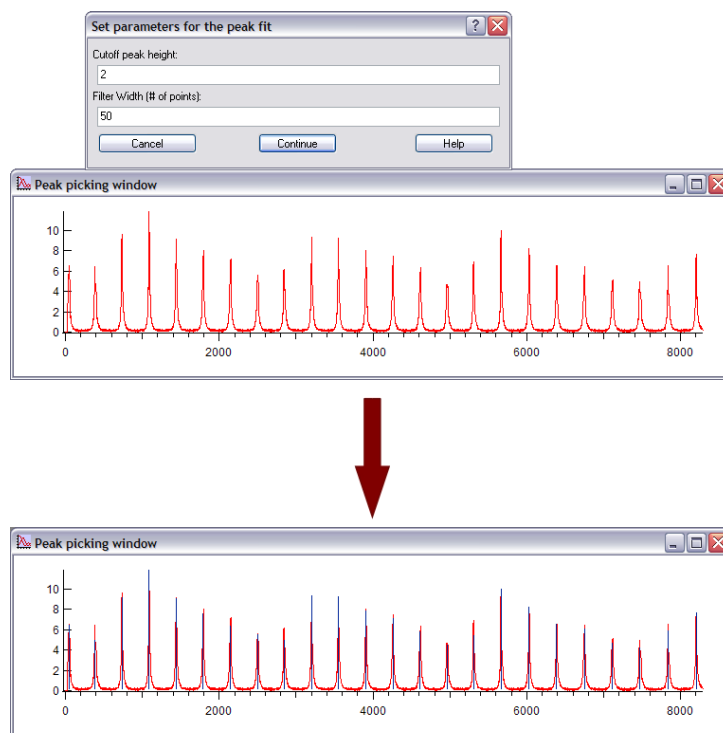 Set parameters for the peak fit
Cutoff peak height:
2
Filter Width (# of points):
50
Cancel Continue Help
Peak picking window
10
8
6
4
2
0
0 2000 4000 6000 8000
Peak picking window
10
8
6
4
2
0
0 2000 4000 6000 8000